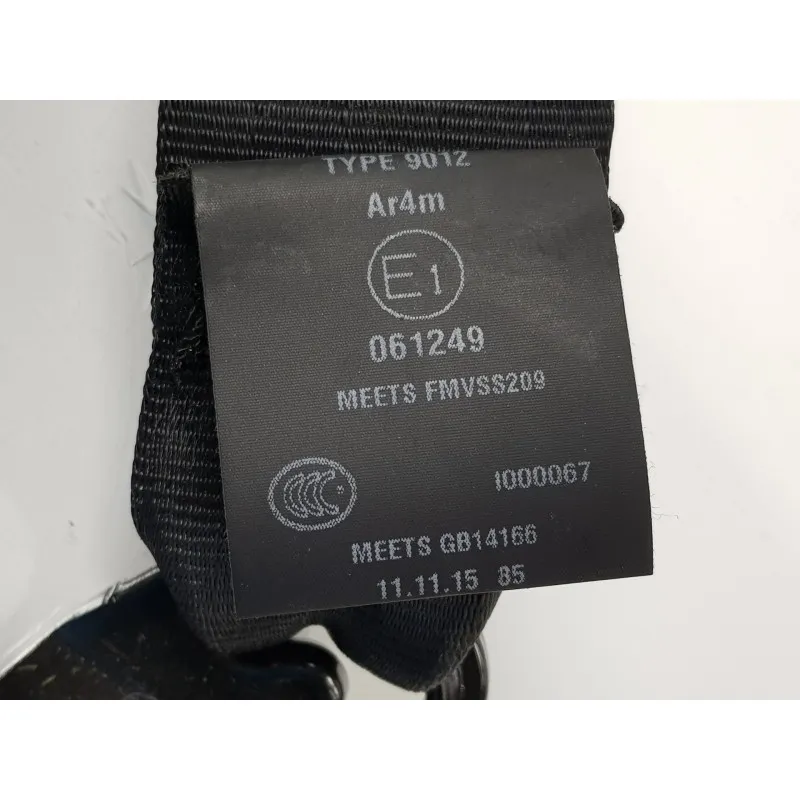 TYPE 9012
Ar4m
E1
061249
MEETS FMVSS209
CCC
I000067
MEETS GB14166
11.11.15 85